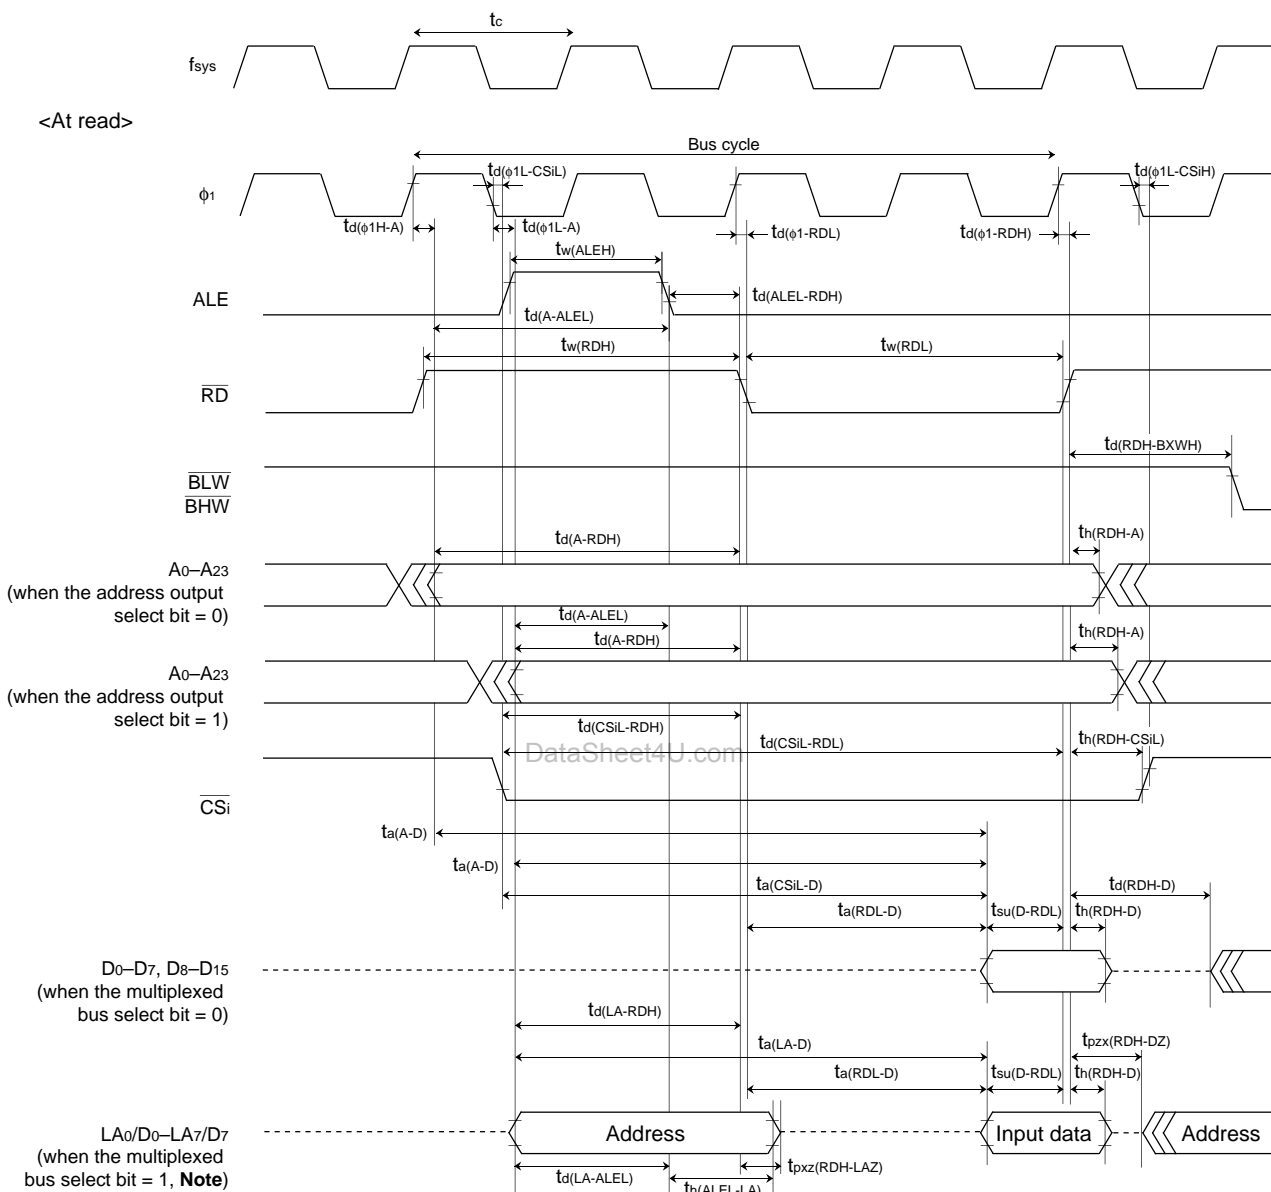 tc
fsys
<At read>
Bus cycle
td(ϕ1L-CSiL)
td(ϕ1L-CSiH)
ϕ1
td(ϕ1H-A)
td(ϕ1L-A)
td(ϕ1-RDL)
td(ϕ1-RDH)
tw(ALEH)
ALE
td(ALEL-RDH)
td(A-ALEL)
tw(RDH)
tw(RDL)
RD
td(RDH-BXWH)
BLW
BHW
td(A-RDH)
th(RDH-A)
A0–A23
(when the address output
select bit = 0)
td(A-ALEL)
td(A-RDH)
th(RDH-A)
A0–A23
(when the address output
select bit = 1)
td(CSiL-RDH)
DataSheet4U.com
td(CSiL-RDL)
th(RDH-CSiL)
CSi
ta(A-D)
ta(A-D)
ta(CSiL-D)
td(RDH-D)
ta(RDL-D)
tsu(D-RDL)
th(RDH-D)
D0–D7, D8–D15
(when the multiplexed
bus select bit = 0)
td(LA-RDH)
ta(LA-D)
tpzx(RDH-DZ)
ta(RDL-D)
tsu(D-RDL)
th(RDH-D)
LA0/D0–LA7/D7
(when the multiplexed
bus select bit = 1, Note)
Address
Input data
Address
td(LA-ALEL)
tpxz(RDH-LAZ)
th(ALEL-LA)